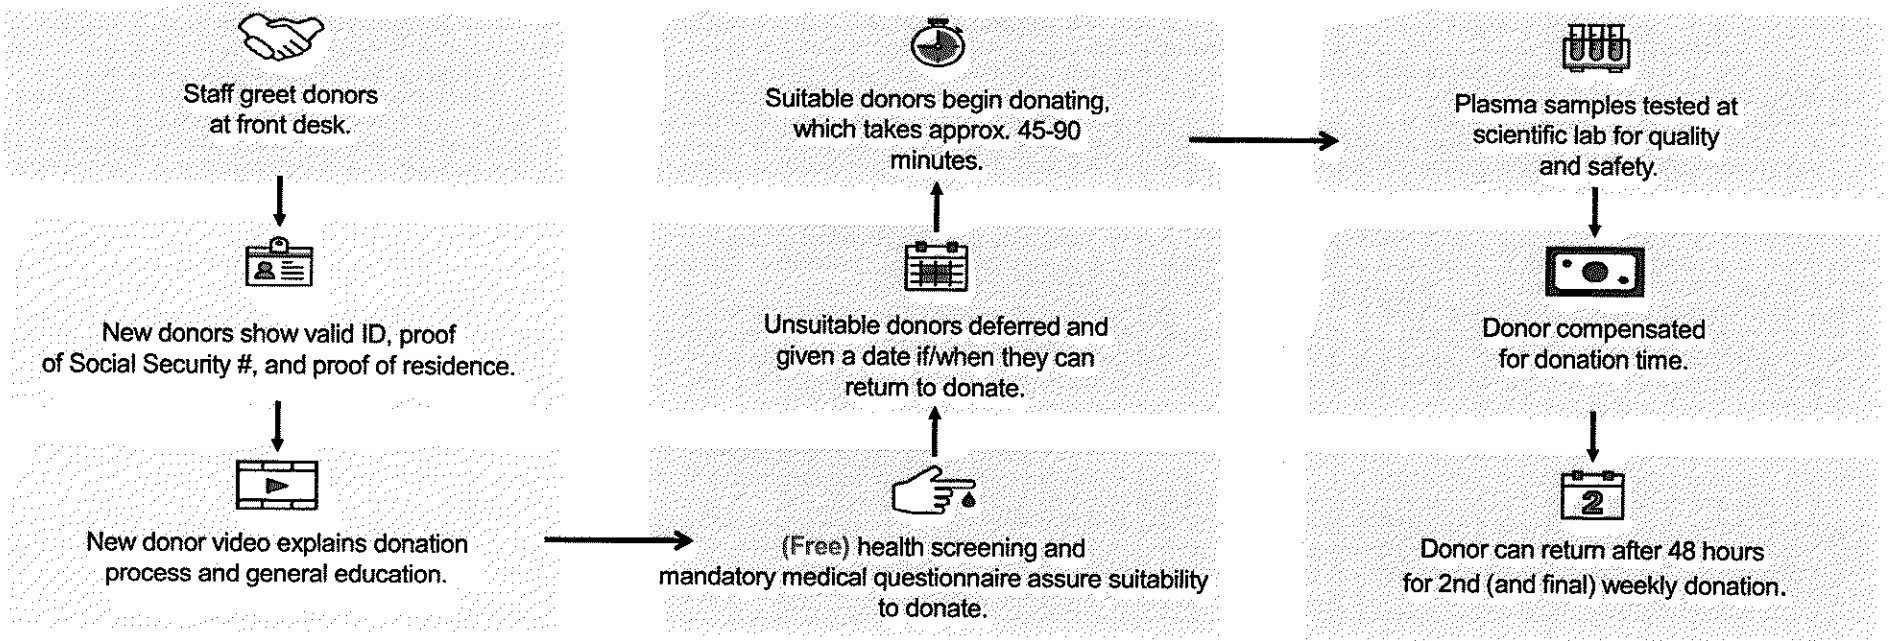 Staff greet donors
at front desk.
New donors show valid ID, proof
of Social Security #, and proof of residence.
New donor video explains donation
process and general education.
(Free) health screening and
mandatory medical questionnaire assure suitability
to donate.
Unsuitable donors deferred and
given a date if/when they can
return to donate.
Suitable donors begin donating,
which takes approx. 45-90
minutes.
Plasma samples tested at
scientific lab for quality
and safety.
Donor compensated
for donation time.
2
Donor can return after 48 hours
for 2nd (and final) weekly donation.